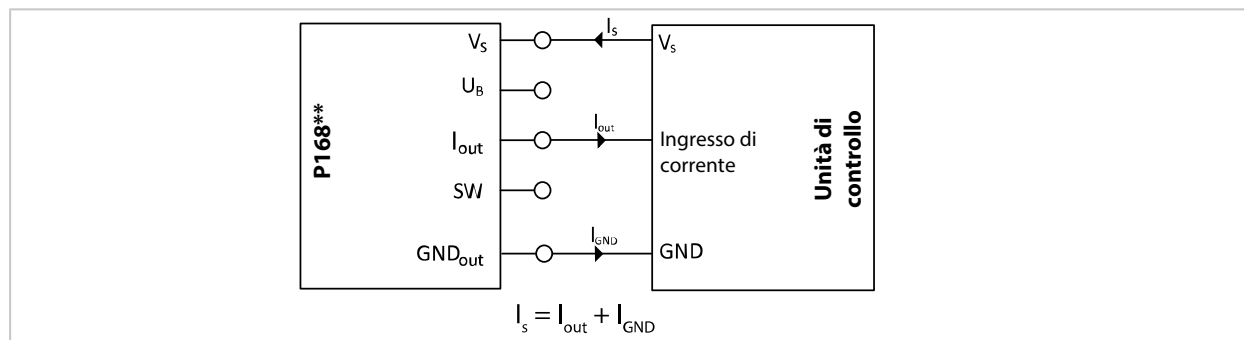 P168**
V_S
U_B
I_out
SW
GND_out
I_s
I_out
I_GND
V_s
Ingresso di
corrente
GND
Unità di
controllo
I_s = I_out + I_GND